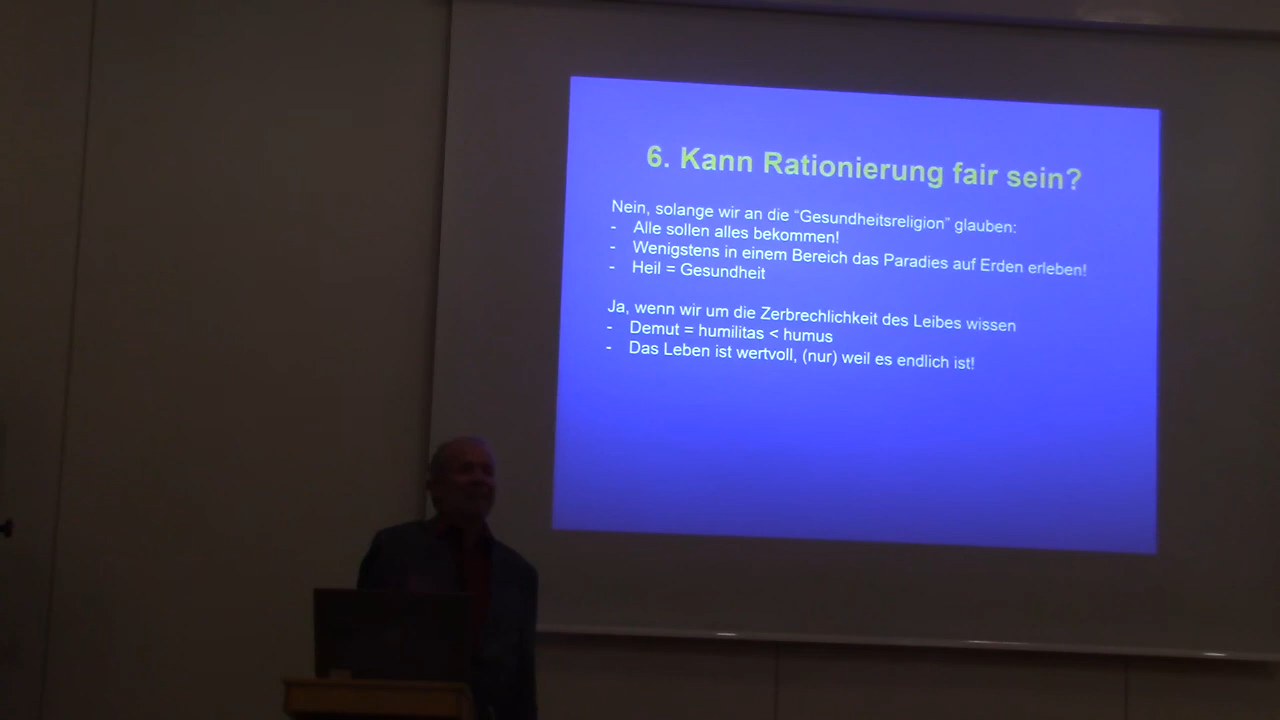 6. Kann Rationierung fair sein?
Nein, solange wir an die “Gesundheitsreligion” glauben:
- Alle sollen alles bekommen!
- Wenigstens in einem Bereich das Paradies auf Erden erleben!
- Heil = Gesundheit
Ja, wenn wir um die Zerbrechlichkeit des Leibes wissen
- Demut = humilitas < humus
- Das Leben ist wertvoll, (nur) weil es endlich ist!